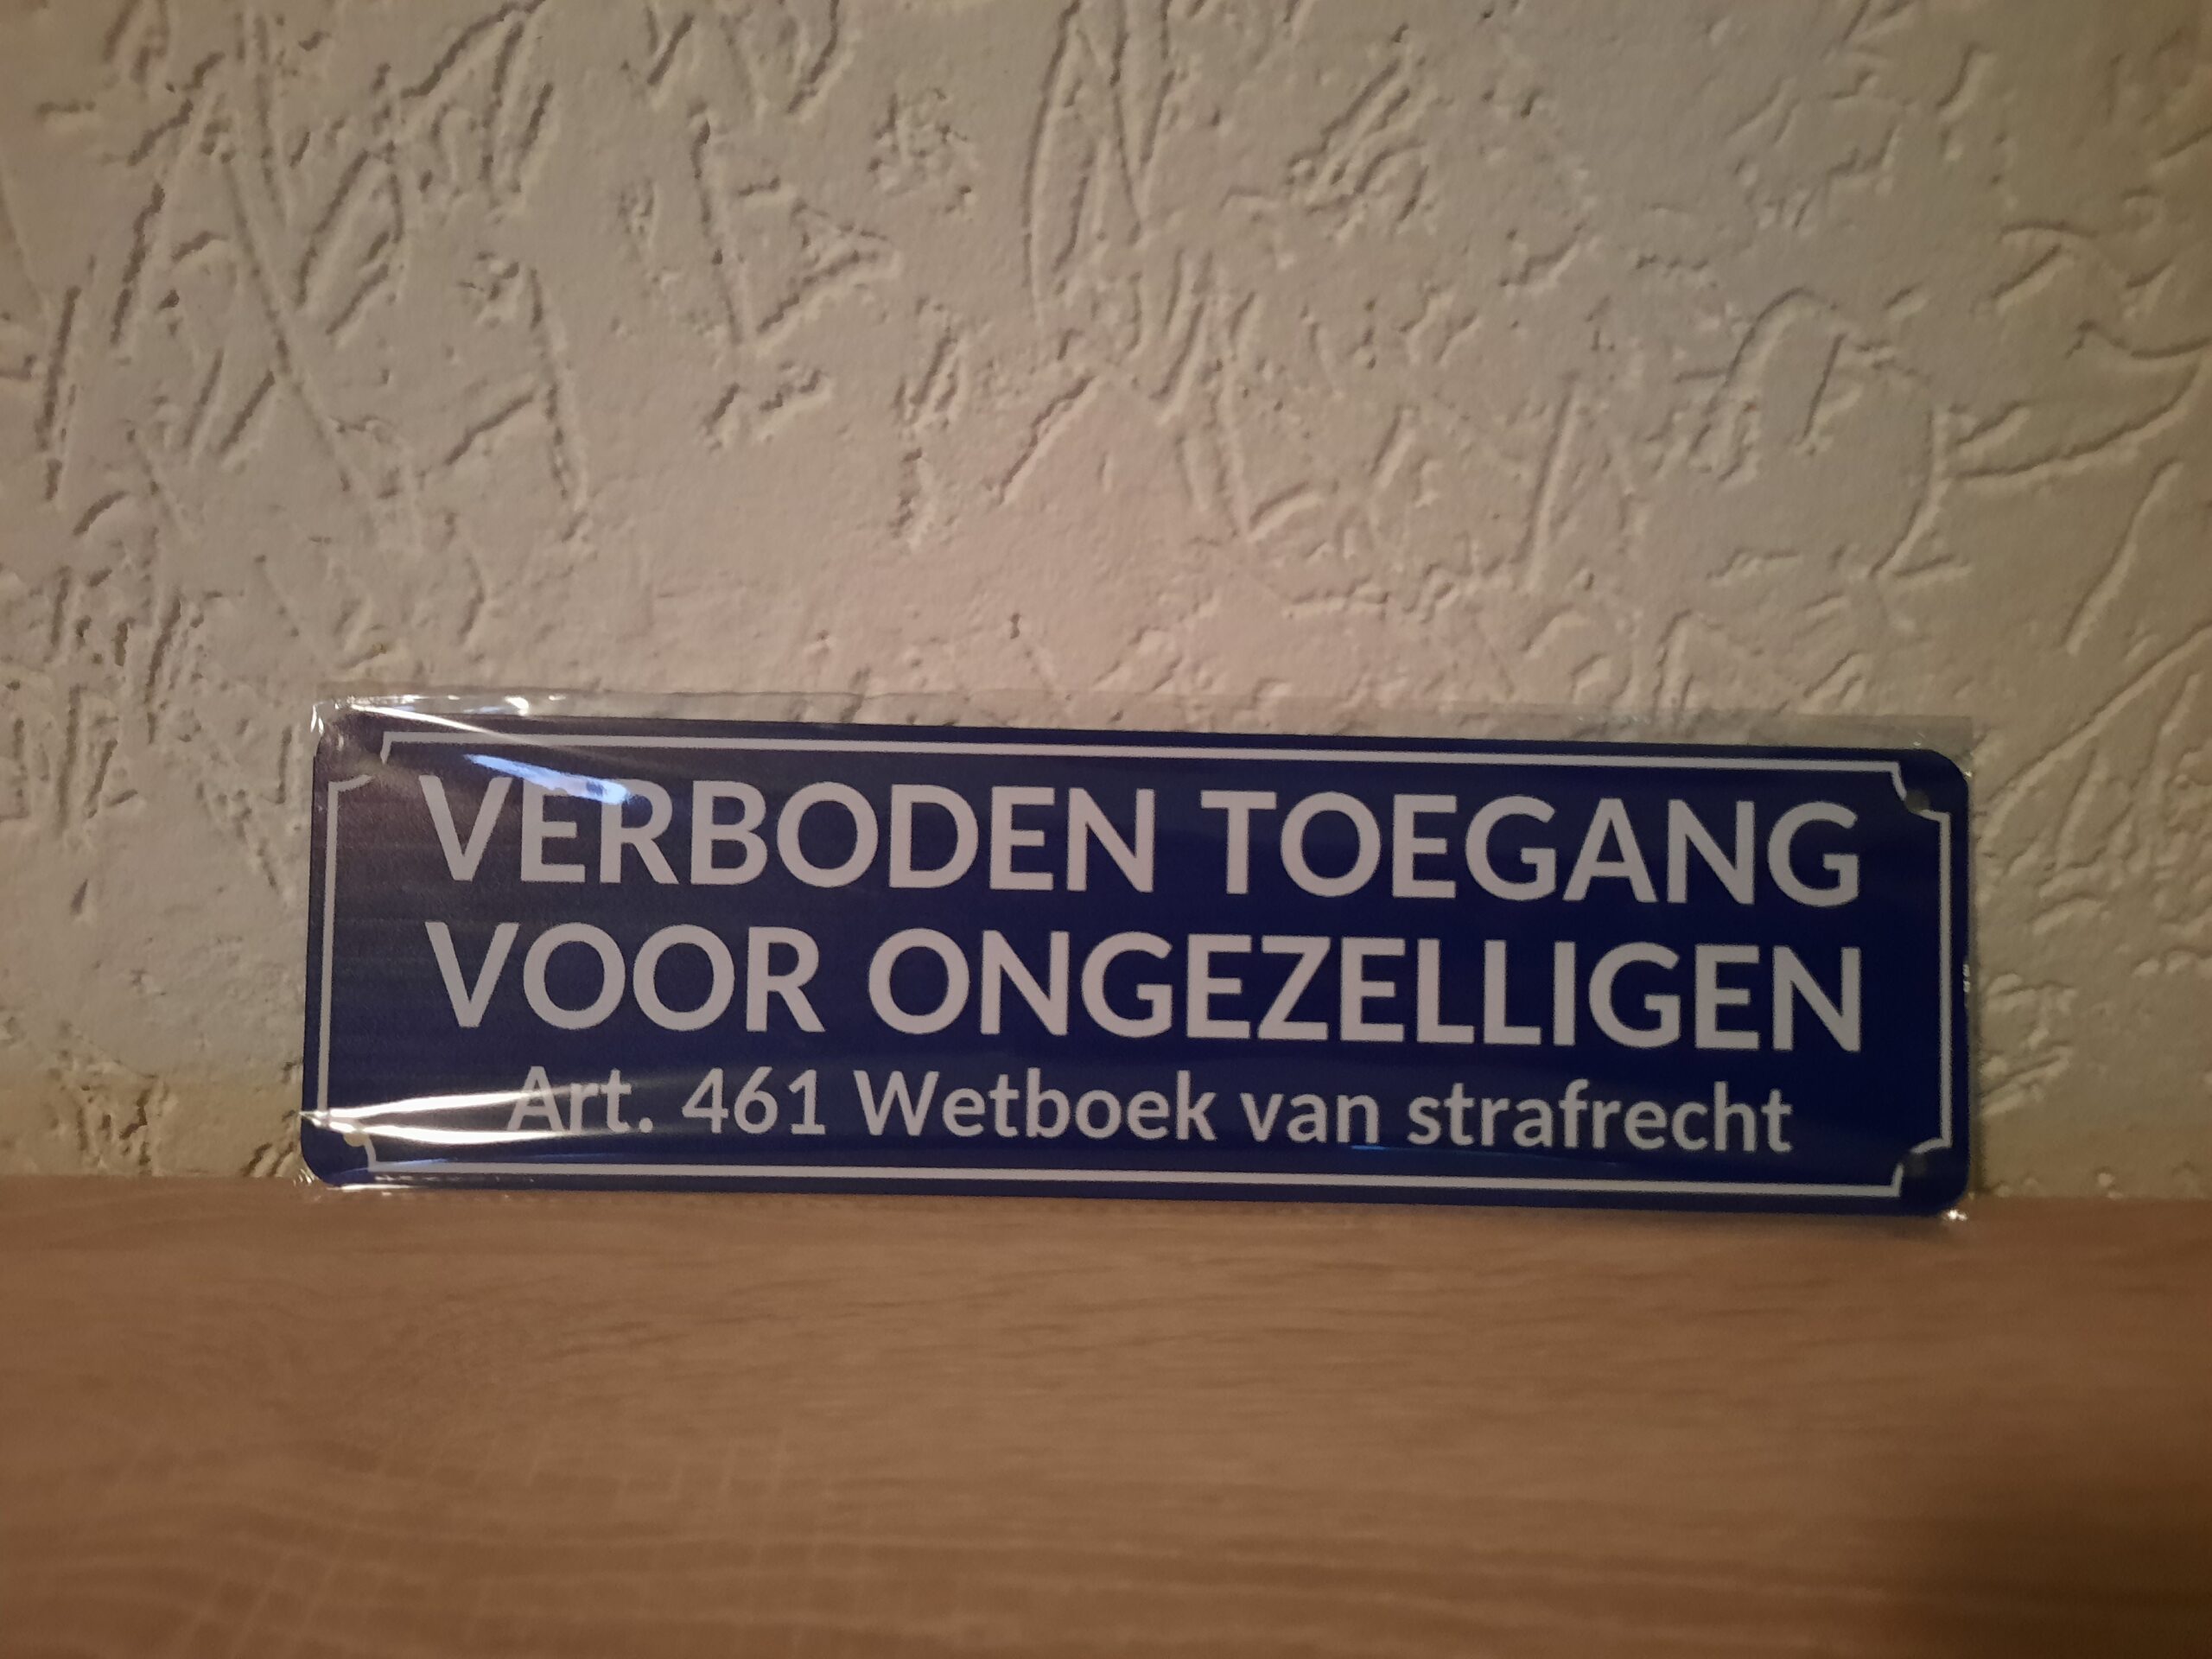 VERBODEN TOEGANG
VOOR ONGEZELLIGEN
Art. 461 Wetboek van strafrecht